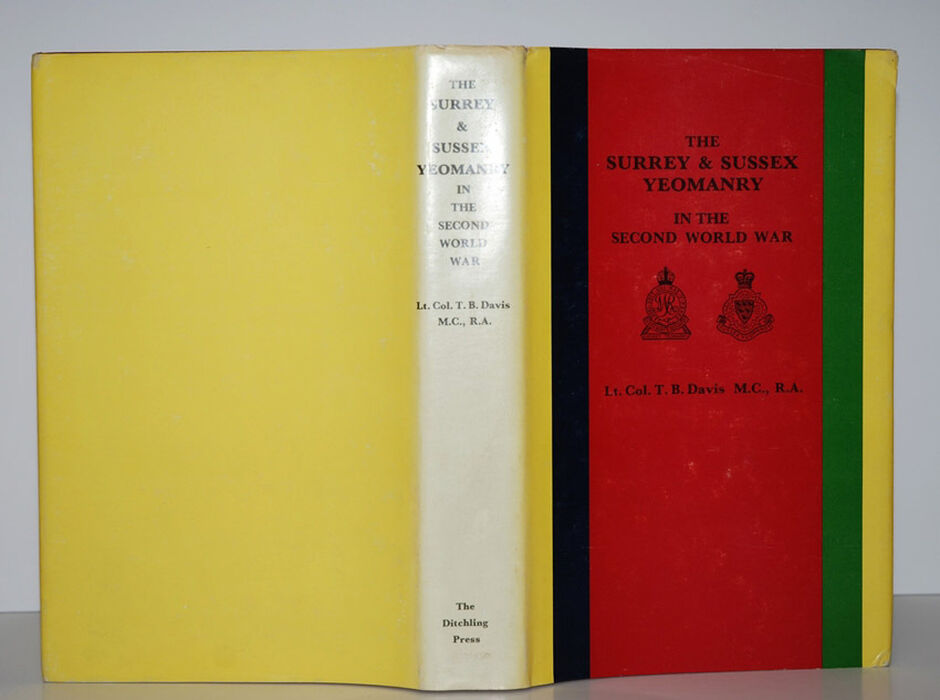 THE
SURREY
&
SUSSEX
YEOMANRY
IN
THE
SECOND
WORLD
WAR
Lt. Col. T. B. Davis
M.C., R.A.
The
Ditchling
Press
THE
SURREY & SUSSEX
YEOMANRY
IN THE
SECOND WORLD WAR
Lt. Col. T. B. Davis M.C., R.A.